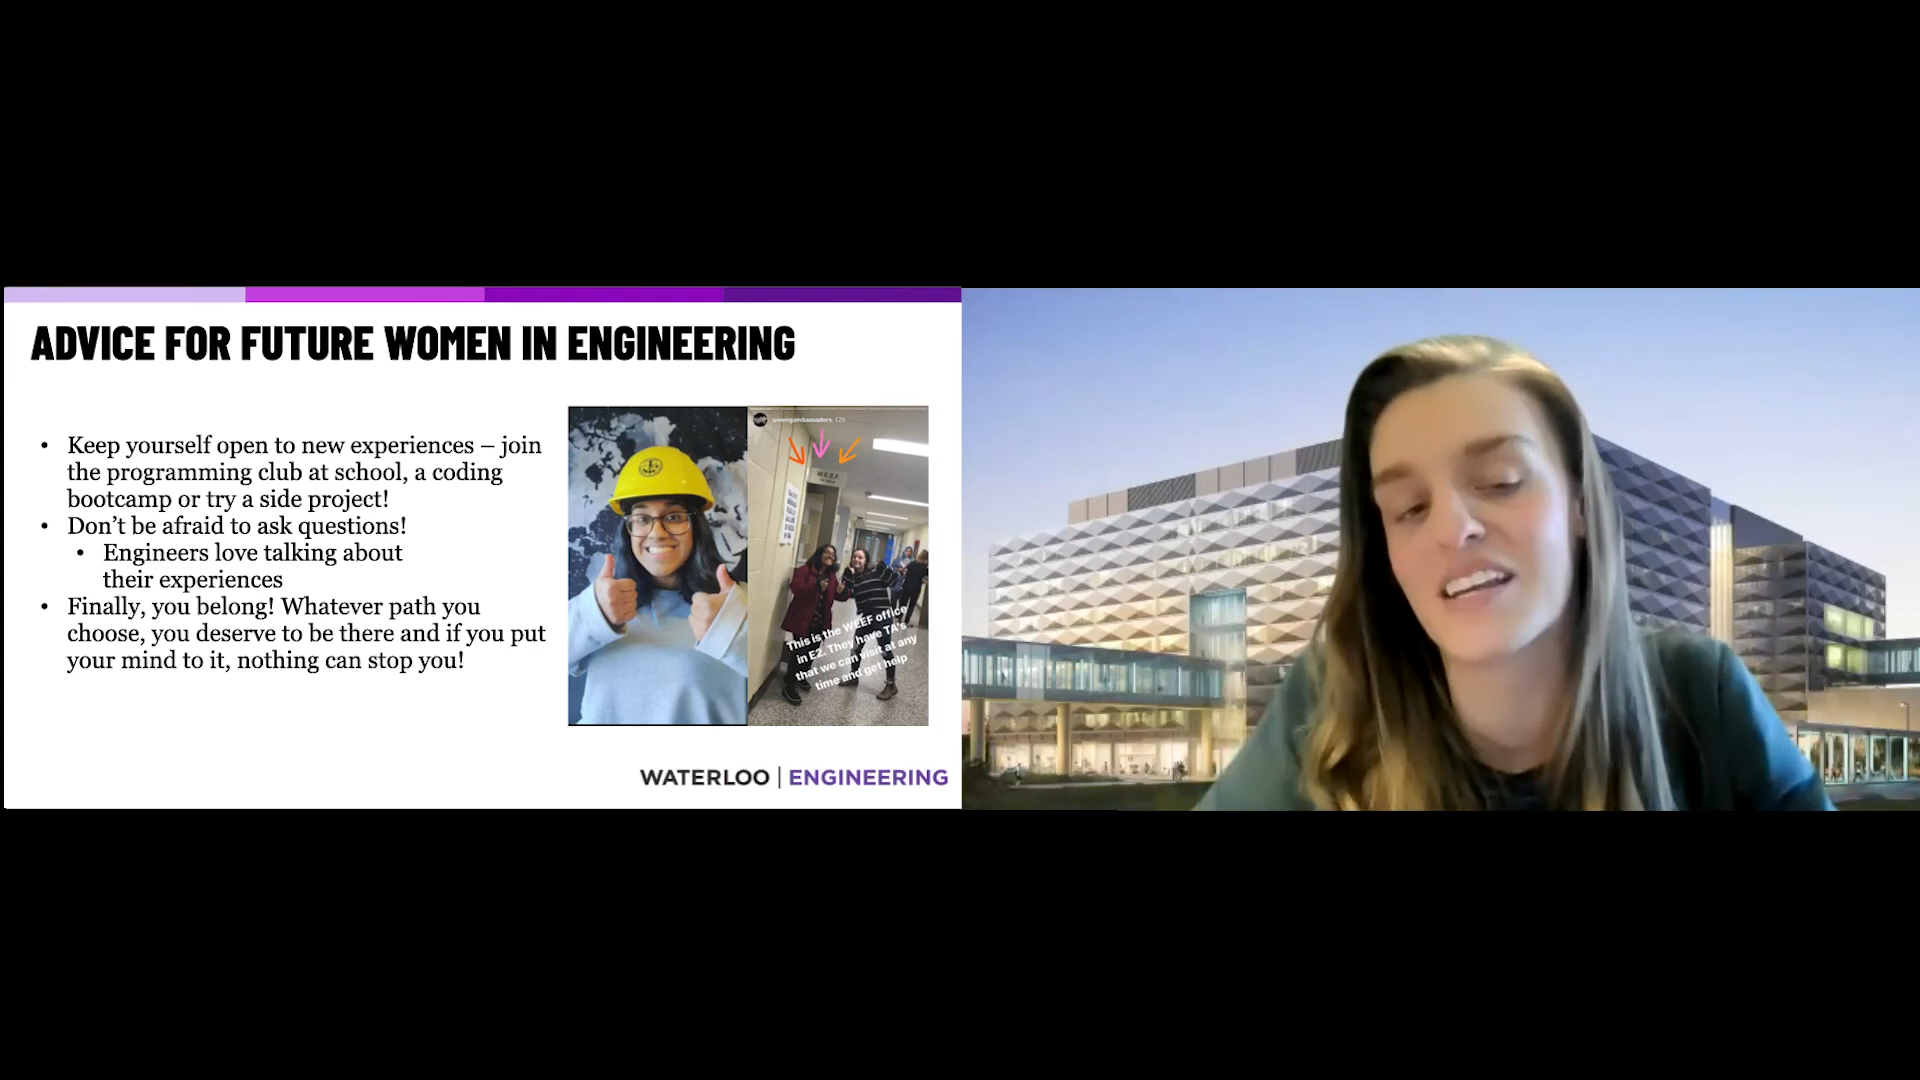 ADVICE FOR FUTURE WOMEN IN ENGINEERING
• Keep yourself open to new experiences – join
the programming club at school, a coding
bootcamp or try a side project!
• Don’t be afraid to ask questions!
• Engineers love talking about
their experiences
• Finally, you belong! Whatever path you
choose, you deserve to be there and if you put
your mind to it, nothing can stop you!
uwengambassadors 12h
W.E.E.F
This is the WEEF office
in E2. They have TA's
that we can visit at any
time and get help
WATERLOO | ENGINEERING